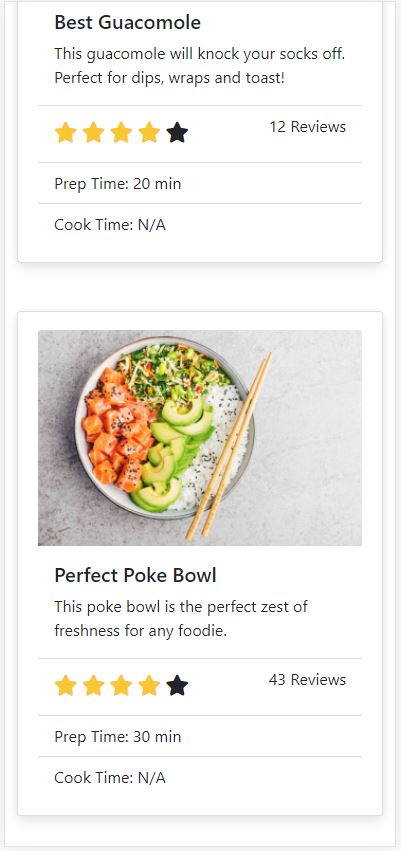 Best Guacomole
This guacomole will knock your socks off.
Perfect for dips, wraps and toast!
12 Reviews
Prep Time: 20 min
Cook Time: N/A
Perfect Poke Bowl
This poke bowl is the perfect zest of
freshness for any foodie.
43 Reviews
Prep Time: 30 min
Cook Time: N/A